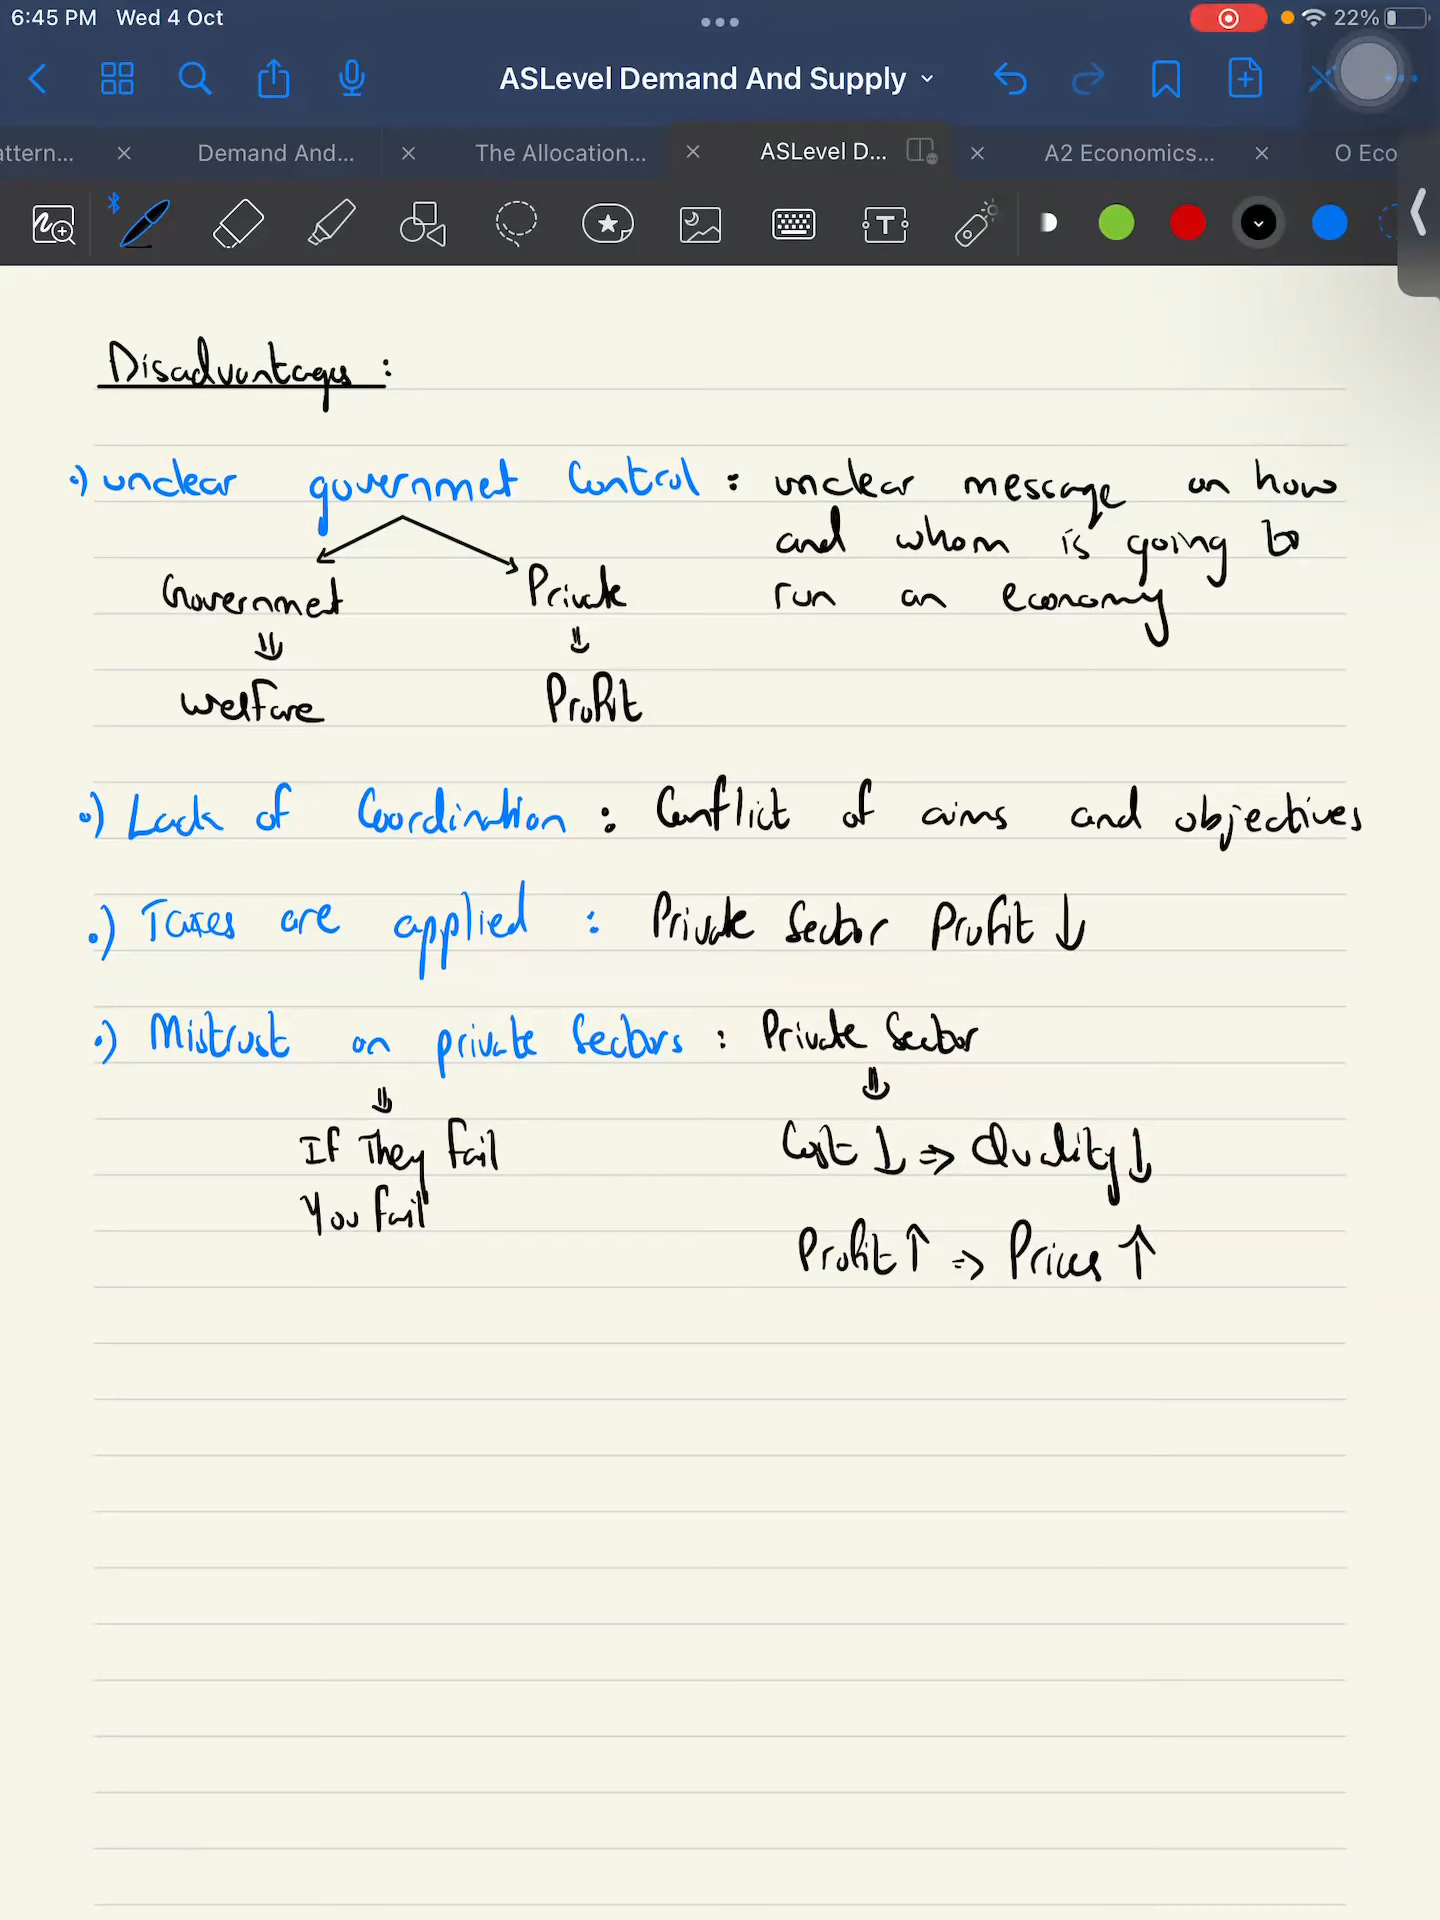 6:45 PM Wed 4 Oct
22%
ASLevel Demand And Supply
attern...
Demand And...
The Allocation...
ASLevel D...
A2 Economics...
O Eco
T
Disadvantages :
•) unclear governmet Control : unclear message on how
and whom is going to
run an economy
Governmet
Private
⇓
⇓
welfare
Profit
•) Lack of Coordination : Conflict of aims and objectives
•) Taxes are applied : Private Sector Profit ↓
•) Mistrust on private Sectors : Private Sector
⇓
⇓
If They fail
You fail
Cost ↓ ⇒ Quality ↓
Profit ↑ ⇒ Prices ↑